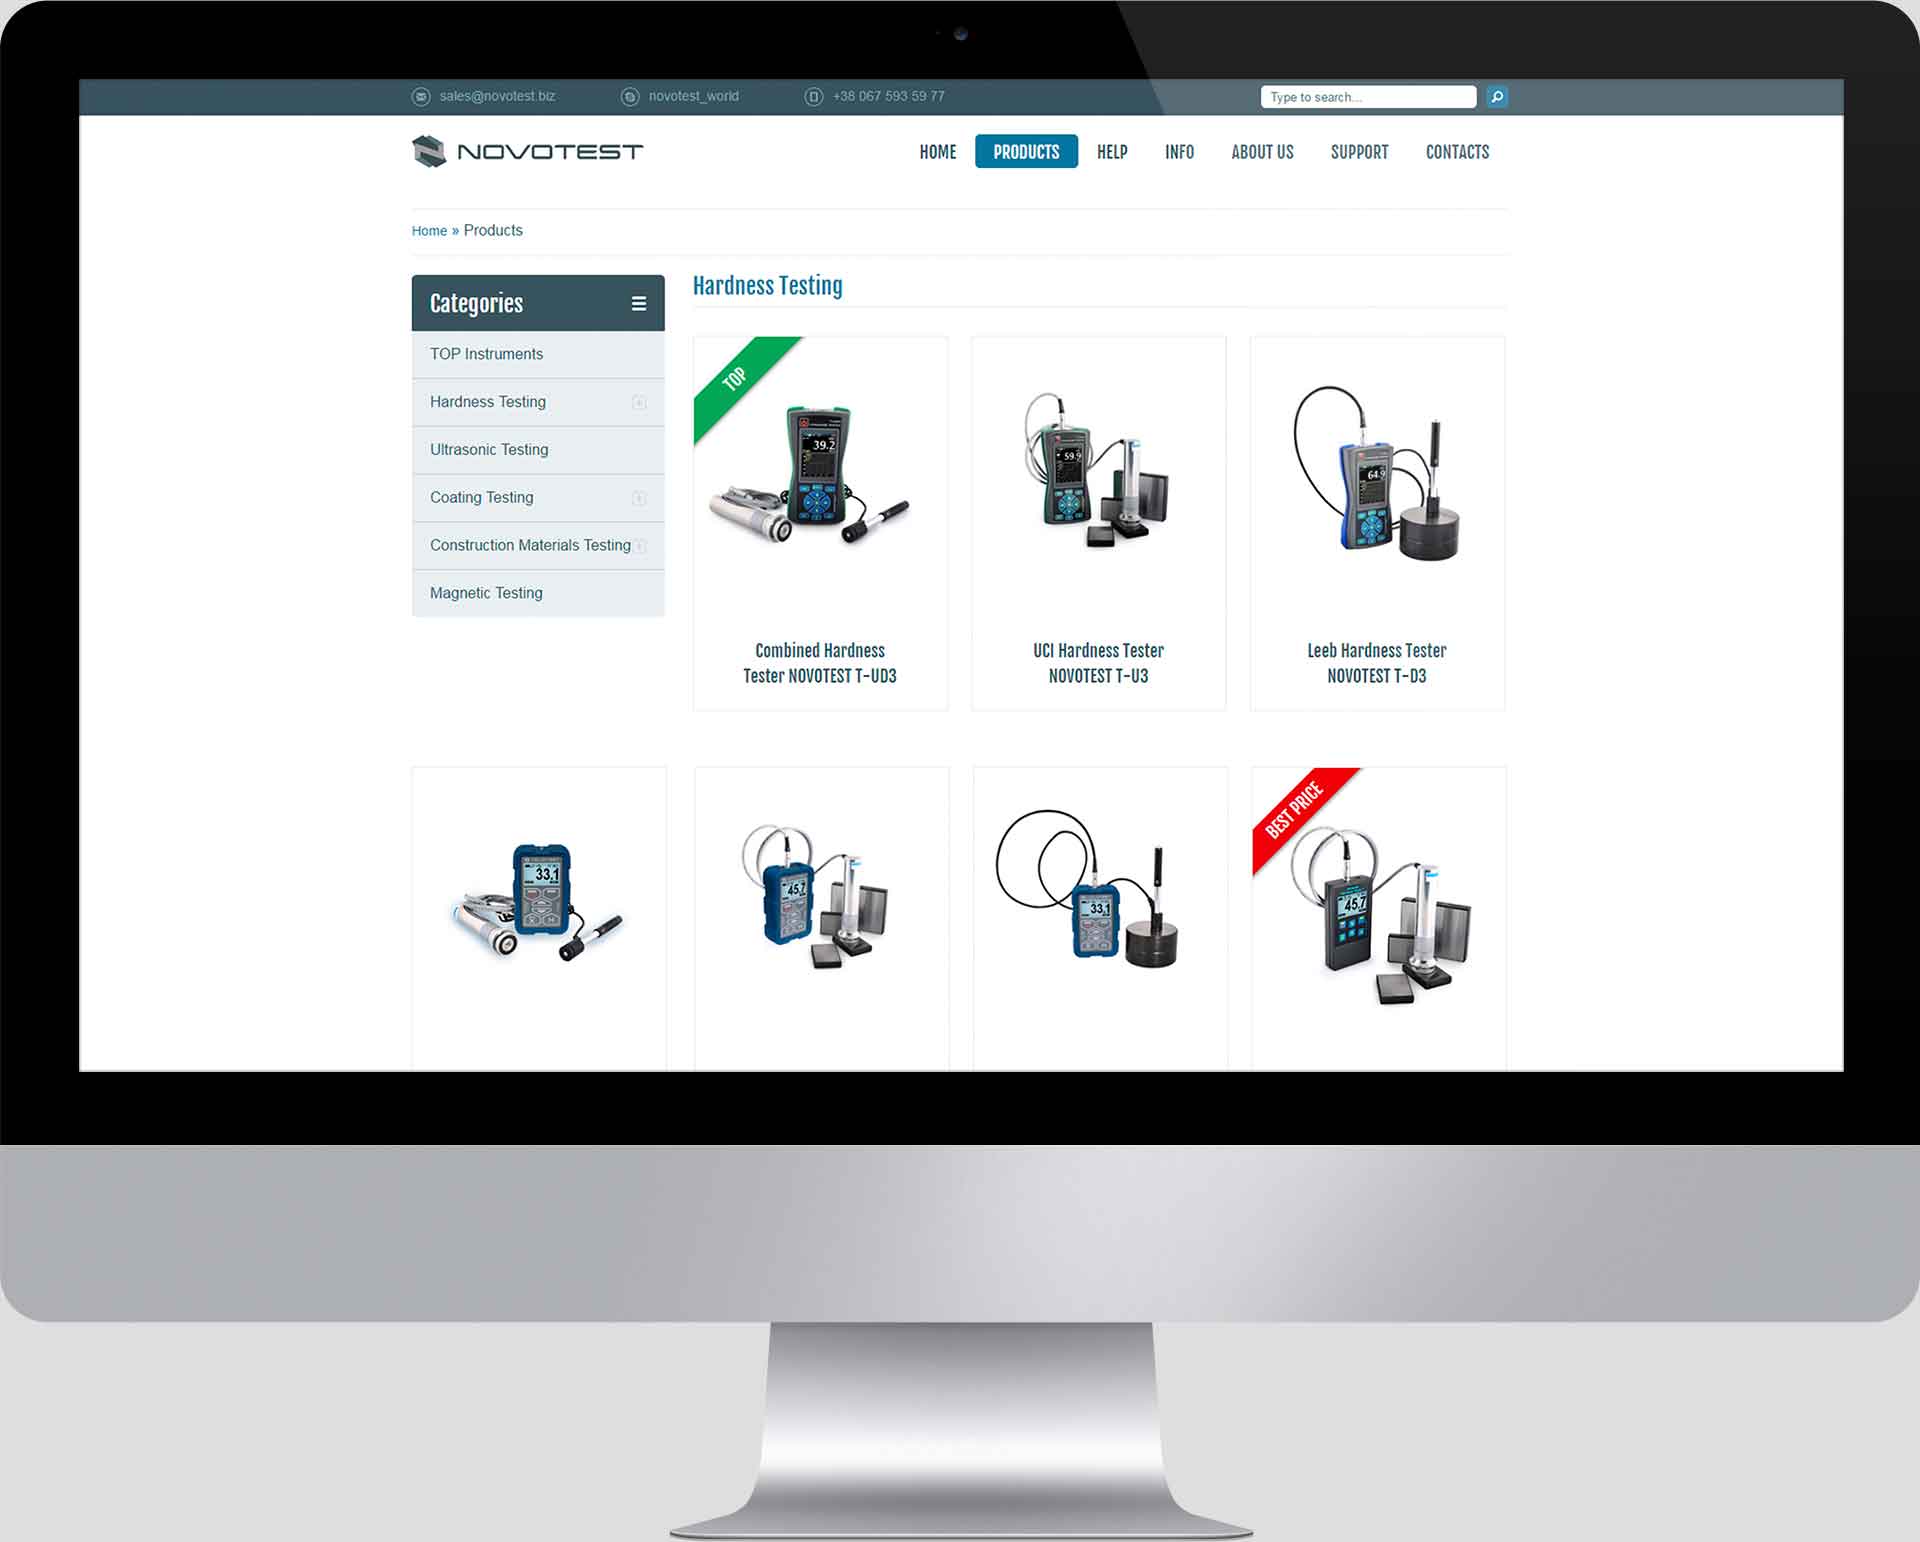 sales@novotest.biz
novotest_world
+38 067 593 59 77
Type to search...
NOVOTEST
HOME
PRODUCTS
HELP
INFO
ABOUT US
SUPPORT
CONTACTS
Home » Products
Categories
TOP Instruments
Hardness Testing
Ultrasonic Testing
Coating Testing
Construction Materials Testing
Magnetic Testing
Hardness Testing
TOP
39.2
59.9
64.9
Combined Hardness
Tester NOVOTEST T-UD3
UCI Hardness Tester
NOVOTEST T-U3
Leeb Hardness Tester
NOVOTEST T-D3
33.1
45.7
33.1
BEST PRICE
45.7